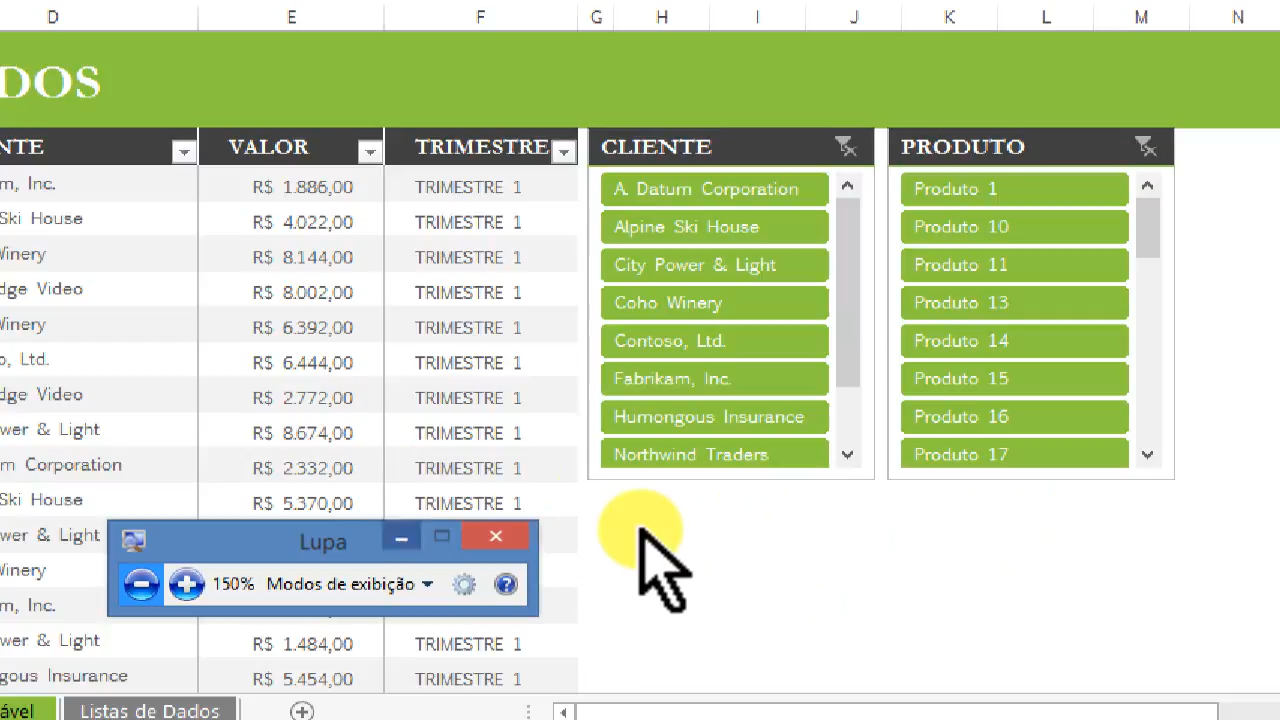 D E F G H I J K L M N
DOS
NTE VALOR TRIMESTRE CLIENTE PRODUTO
m, Inc. R$ 1.886,00 TRIMESTRE 1 A. Datum Corporation Produto 1
Ski House R$ 4.022,00 TRIMESTRE 1 Alpine Ski House Produto 10
Winery R$ 8.144,00 TRIMESTRE 1 City Power & Light Produto 11
dge Video R$ 8.002,00 TRIMESTRE 1 Coho Winery Produto 13
Winery R$ 6.392,00 TRIMESTRE 1 Contoso, Ltd. Produto 14
o, Ltd. R$ 6.444,00 TRIMESTRE 1 Fabrikam, Inc. Produto 15
dge Video R$ 2.772,00 TRIMESTRE 1 Humongous Insurance Produto 16
wer & Light R$ 8.674,00 TRIMESTRE 1 Northwind Traders Produto 17
m Corporation R$ 2.332,00 TRIMESTRE 1
Ski House R$ 5.370,00 TRIMESTRE 1
wer & Light
Lupa
Winery
150% Modos de exibição
m, Inc.
wer & Light R$ 1.484,00 TRIMESTRE 1
gous Insurance R$ 5.454,00 TRIMESTRE 1
ável Listas de Dados